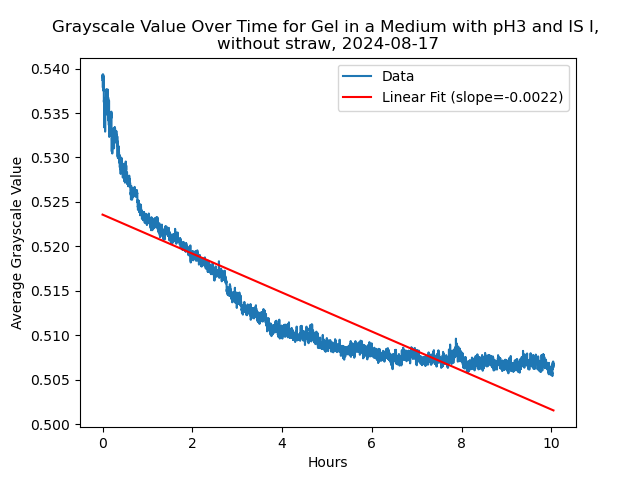 Grayscale Value Over Time for Gel in a Medium with pH3 and IS I,
without straw, 2024-08-17
Data
Linear Fit (slope=-0.0022)
Average Grayscale Value
0.540
0.535
0.530
0.525
0.520
0.515
0.510
0.505
0.500
0 2 4 6 8 10
Hours